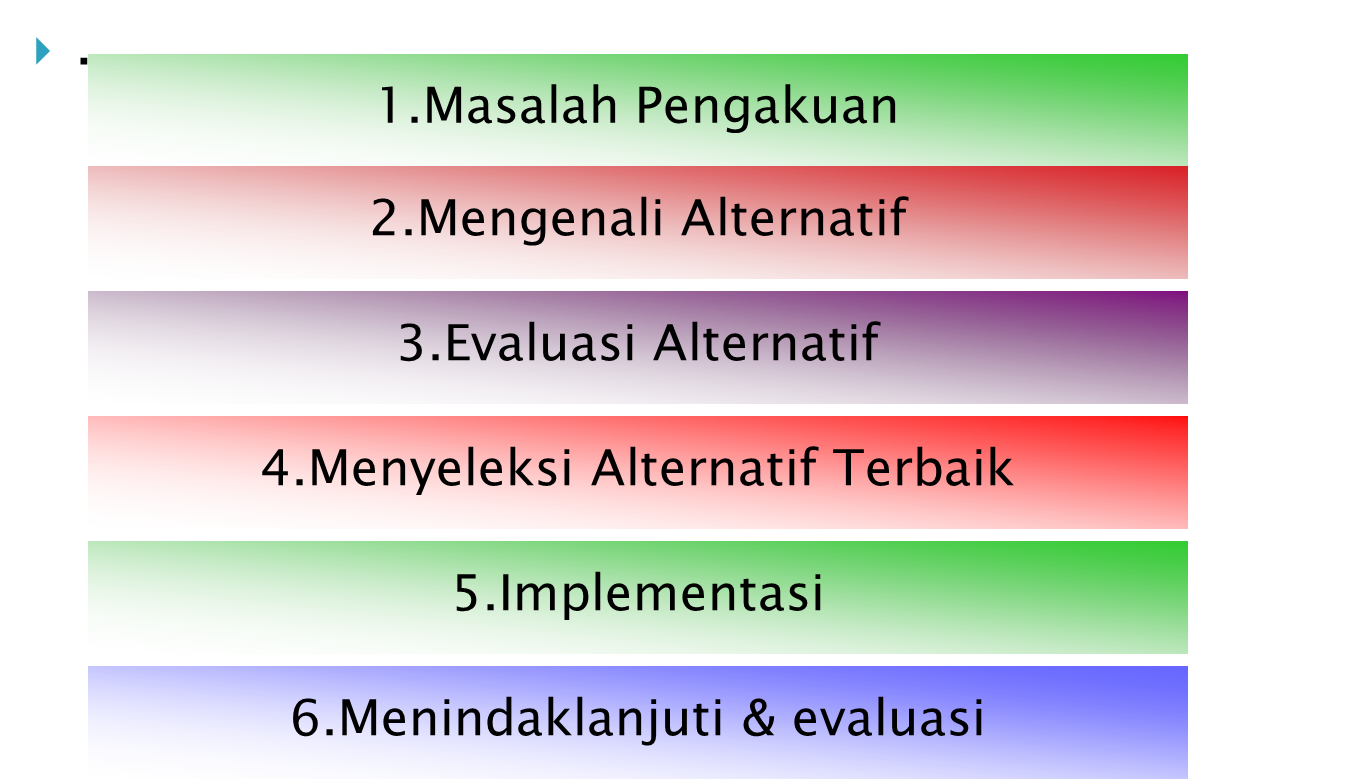 .
1.Masalah Pengakuan
2.Mengenali Alternatif
3.Evaluasi Alternatif
4.Menyeleksi Alternatif Terbaik
5.Implementasi
6.Menindaklanjuti & evaluasi